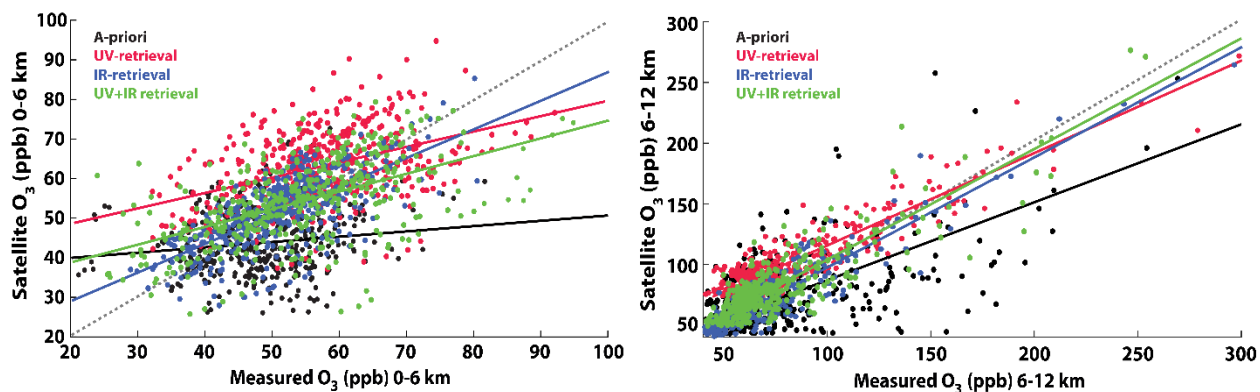 Satellite O3 (ppb) 0-6 km
100
90
80
70
60
50
40
30
20
A-priori
UV-retrieval
IR-retrieval
UV+IR retrieval
20 30 40 50 60 70 80 90 100
Measured O3 (ppb) 0-6 km
Satellite O3 (ppb) 6-12 km
300
250
200
150
100
50
A-priori
UV-retrieval
IR-retrieval
UV+IR retrieval
50 100 150 200 250 300
Measured O3 (ppb) 6-12 km